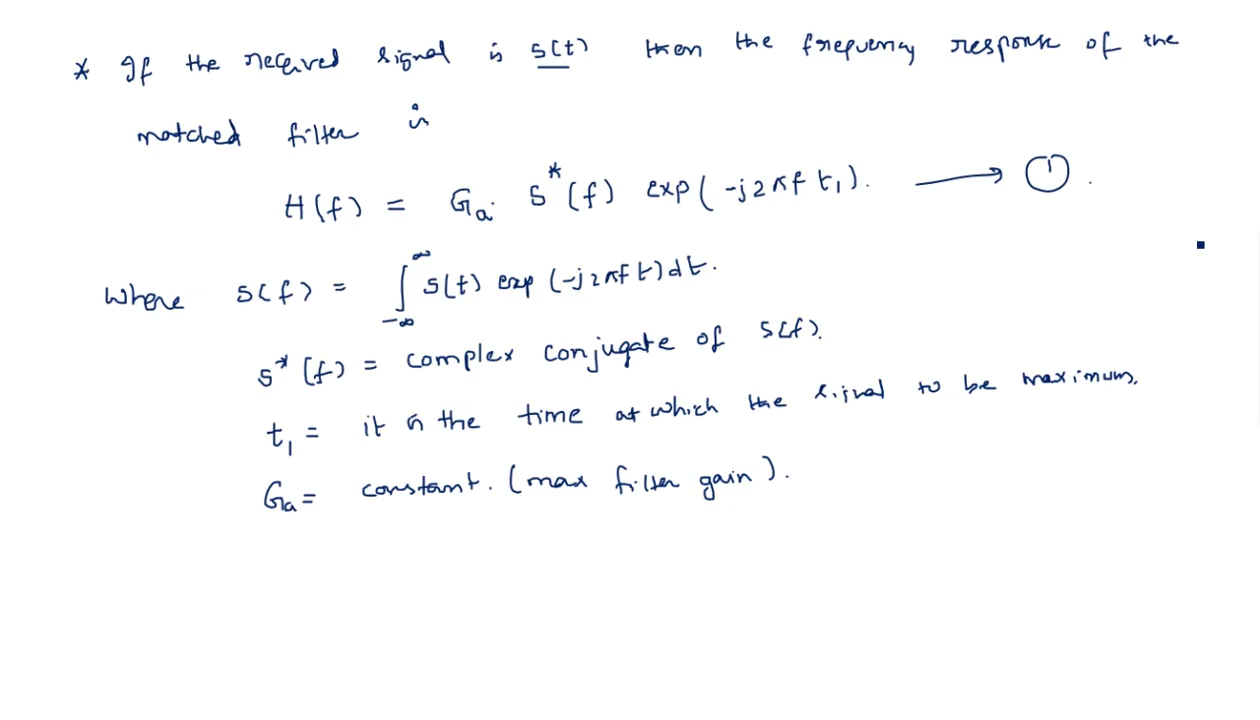 * If the received signal is s(t) then the frequency response of the
matched filter is
H(f) = Ga. S*(f) exp(-j2πf t₁). ⟶ ①.
where S(f) = ∫_{-∞}^{∞} s(t) exp(-j2πft)dt.
S*(f) = complex conjugate of S(f).
t₁ = it is the time at which the signal to be maximum.
Ga = constant. (max filter gain).